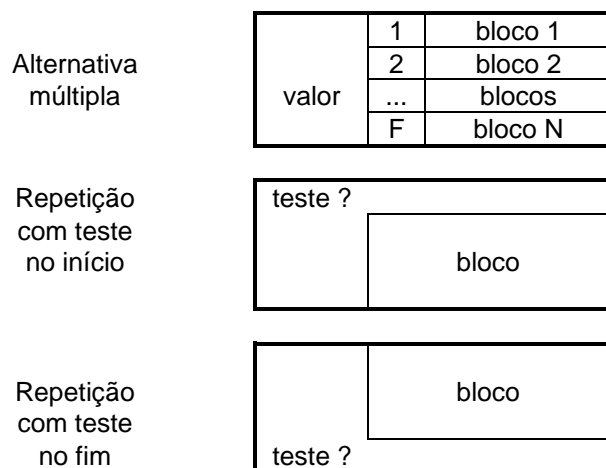 Alternativa
múltipla
valor
1
bloco 1
2
bloco 2
...
blocos
F
bloco N
Repetição
com teste
no início
teste ?
bloco
Repetição
com teste
no fim
bloco
teste ?